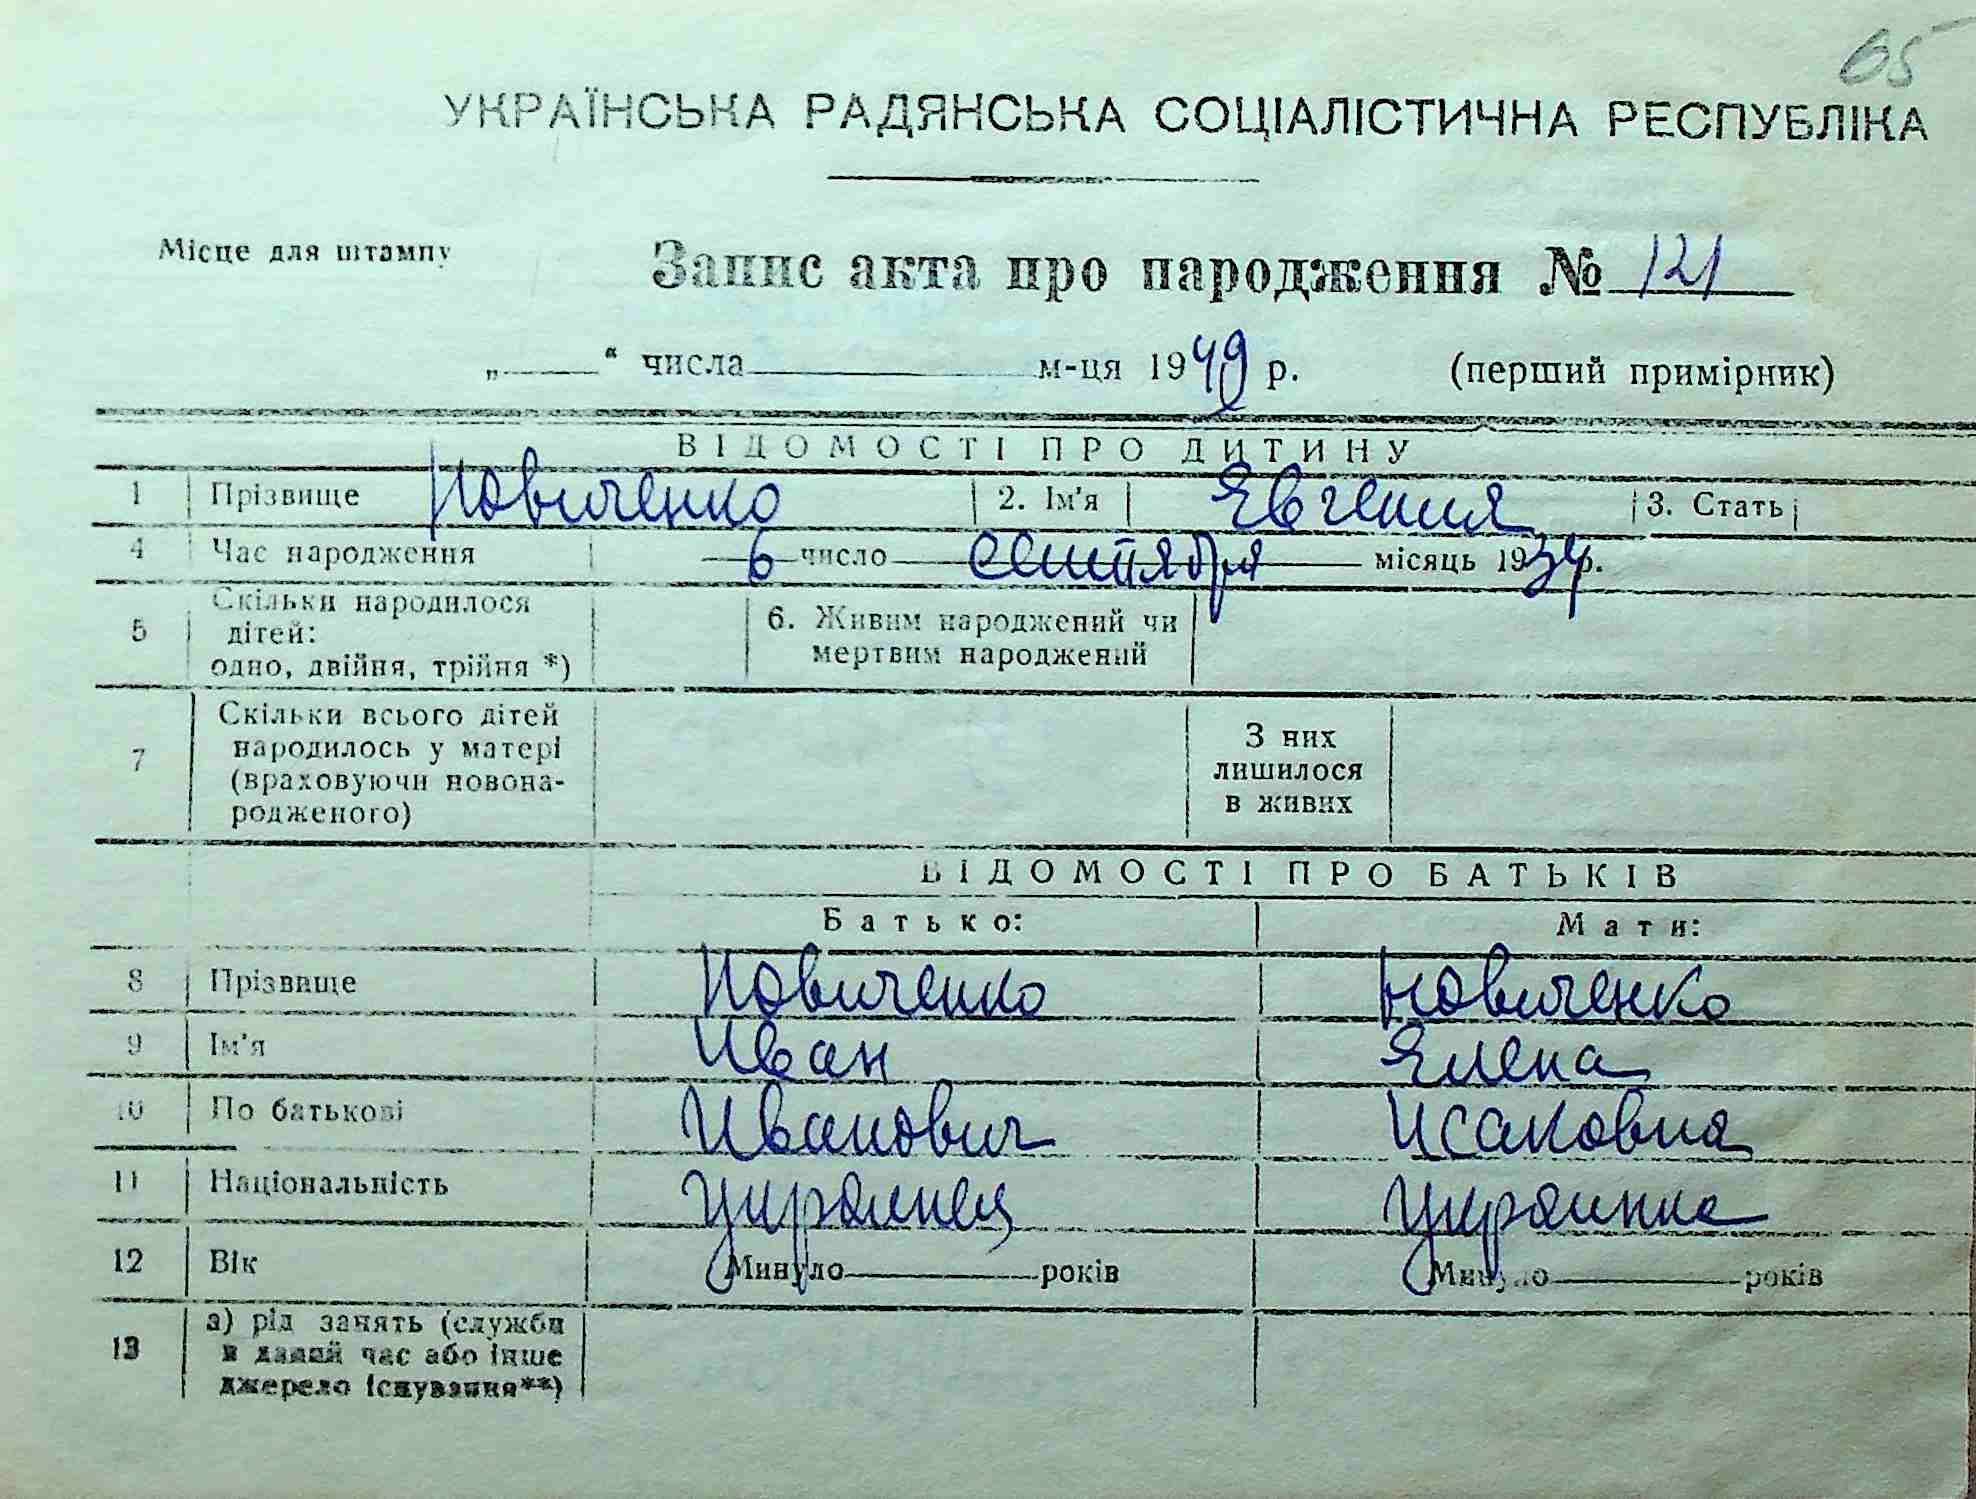 65
УКРАЇНСЬКА РАДЯНСЬКА СОЦІАЛІСТИЧНА РЕСПУБЛІКА
Місце для штампу
Запис акта про народження № 121
„ “ числа м-ця 1949 р. (перший примірник)
ВІДОМОСТІ ПРО ДИТИНУ
1 Прізвище Новиченко 2. Ім'я Евгения 3. Стать
4 Час народження 6 число сентября місяць 1934 р.
5 Скільки народилося дітей: одно, двійня, трійня *) 6. Живим народжений чи мертвим народжений
7 Скільки всього дітей народилось у матері (враховуючи новонародженого) З них лишилося в живих
ВІДОМОСТІ ПРО БАТЬКІВ
Батько: Мати:
8 Прізвище Новиченко Новиченко
9 Ім'я Иван Елена
10 По батькові Иванович Исаковна
11 Національність украинец украинка
12 Вік Минуло років Минуло років
13 а) рід занять (служби в даний час або інше джерело існування**)